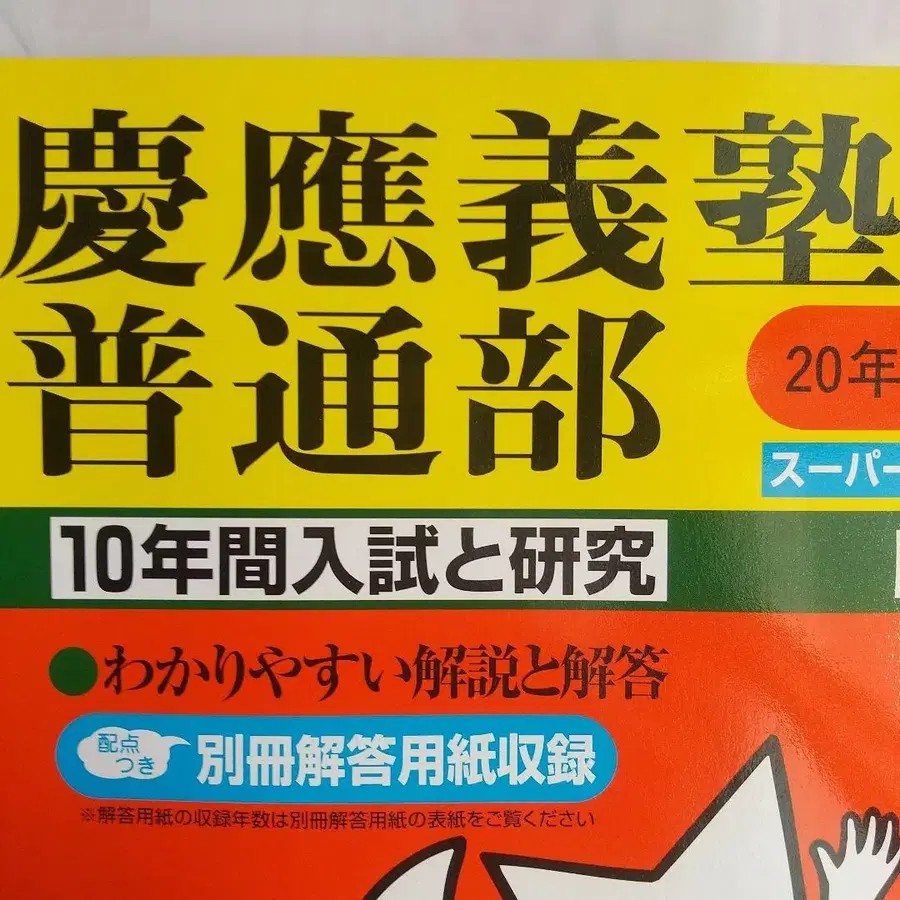 慶應義塾
普通部
20年
スーパー
10年間入試と研究
●わかりやすい解説と解答
配点
つき
別冊解答用紙収録
※解答用紙の収録年数は別冊解答用紙の表紙をご覧ください